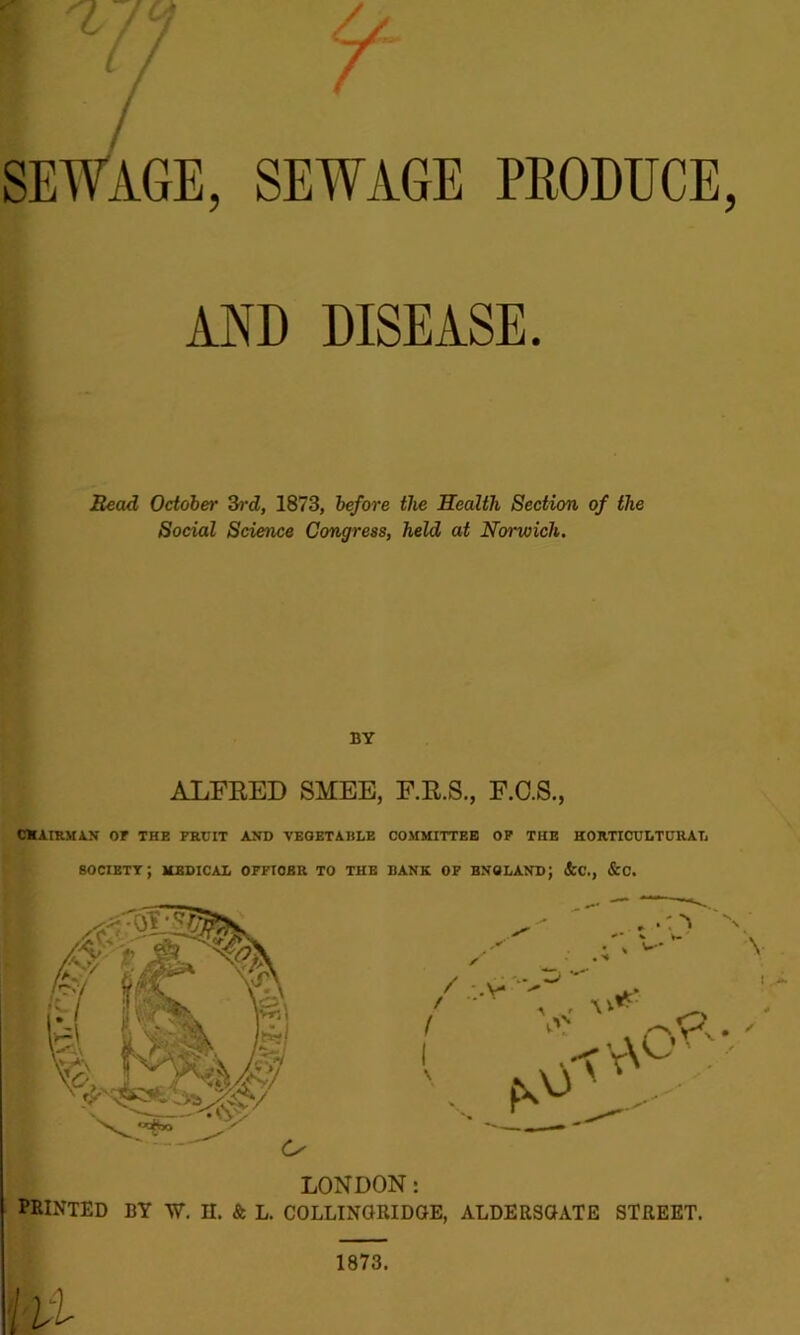 SEWAGE, SEWAGE PRODUCE,
AND DISEASE.
Read October 3rd, 1873, before the Health Section of the
Social Science Congress, held at Norwich.
BY
ALFRED SMEE, F.R.S., F.C.S.,
CHAIRMAN OF THE FRUIT AND VEGETABLE COMMITTEE OF THE HORTICULTURAL
SOCIETY; MEDICAL OFFICER TO THE BANK OF ENGLAND; &C., &C.
AUTHOR.
LONDON:
PRINTED BY W. H. & L. COLLINGRIDGE, ALDERSGATE STREET.
1873.